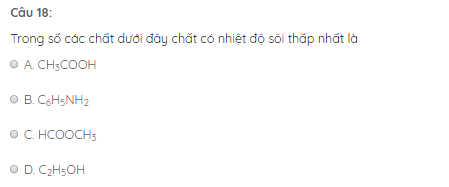 Câu 18:
Trong số các chất dưới đây chất có nhiệt độ sôi thấp nhất là
A. CH₃COOH
B. C₆H₅NH₂
C. HCOOCH₃
D. C₂H₅OH